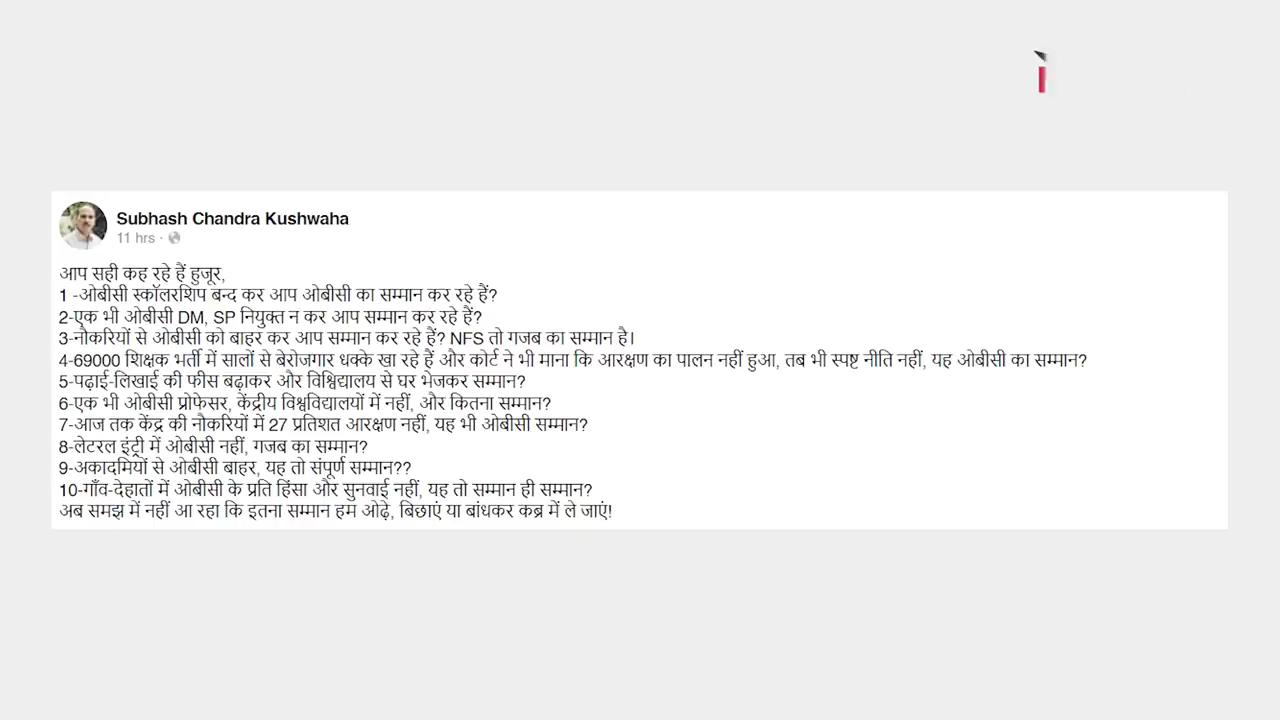 Subhash Chandra Kushwaha
11 hrs ·
आप सही कह रहे हैं हुजूर,
1 -ओबीसी स्कॉलरशिप बन्द कर आप ओबीसी का सम्मान कर रहे हैं?
2-एक भी ओबीसी DM, SP नियुक्त न कर आप सम्मान कर रहे हैं?
3-नौकरियों से ओबीसी को बाहर कर आप सम्मान कर रहे हैं? NFS तो गजब का सम्मान है।
4-69000 शिक्षक भर्ती में सालों से बेरोजगार धक्के खा रहे हैं और कोर्ट ने भी माना कि आरक्षण का पालन नहीं हुआ, तब भी स्पष्ट नीति नहीं, यह ओबीसी का सम्मान?
5-पढ़ाई-लिखाई की फीस बढ़ाकर और विश्विद्यालय से घर भेजकर सम्मान?
6-एक भी ओबीसी प्रोफेसर, केंद्रीय विश्वविद्यालयों में नहीं, और कितना सम्मान?
7-आज तक केंद्र की नौकरियों में 27 प्रतिशत आरक्षण नहीं, यह भी ओबीसी सम्मान?
8-लेटरल इंट्री में ओबीसी नहीं, गजब का सम्मान?
9-अकादमियों से ओबीसी बाहर, यह तो संपूर्ण सम्मान??
10-गाँव-देहातों में ओबीसी के प्रति हिंसा और सुनवाई नहीं, यह तो सम्मान ही सम्मान?
अब समझ में नहीं आ रहा कि इतना सम्मान हम ओढ़े, बिछाएं या बांधकर कब्र में ले जाएं!